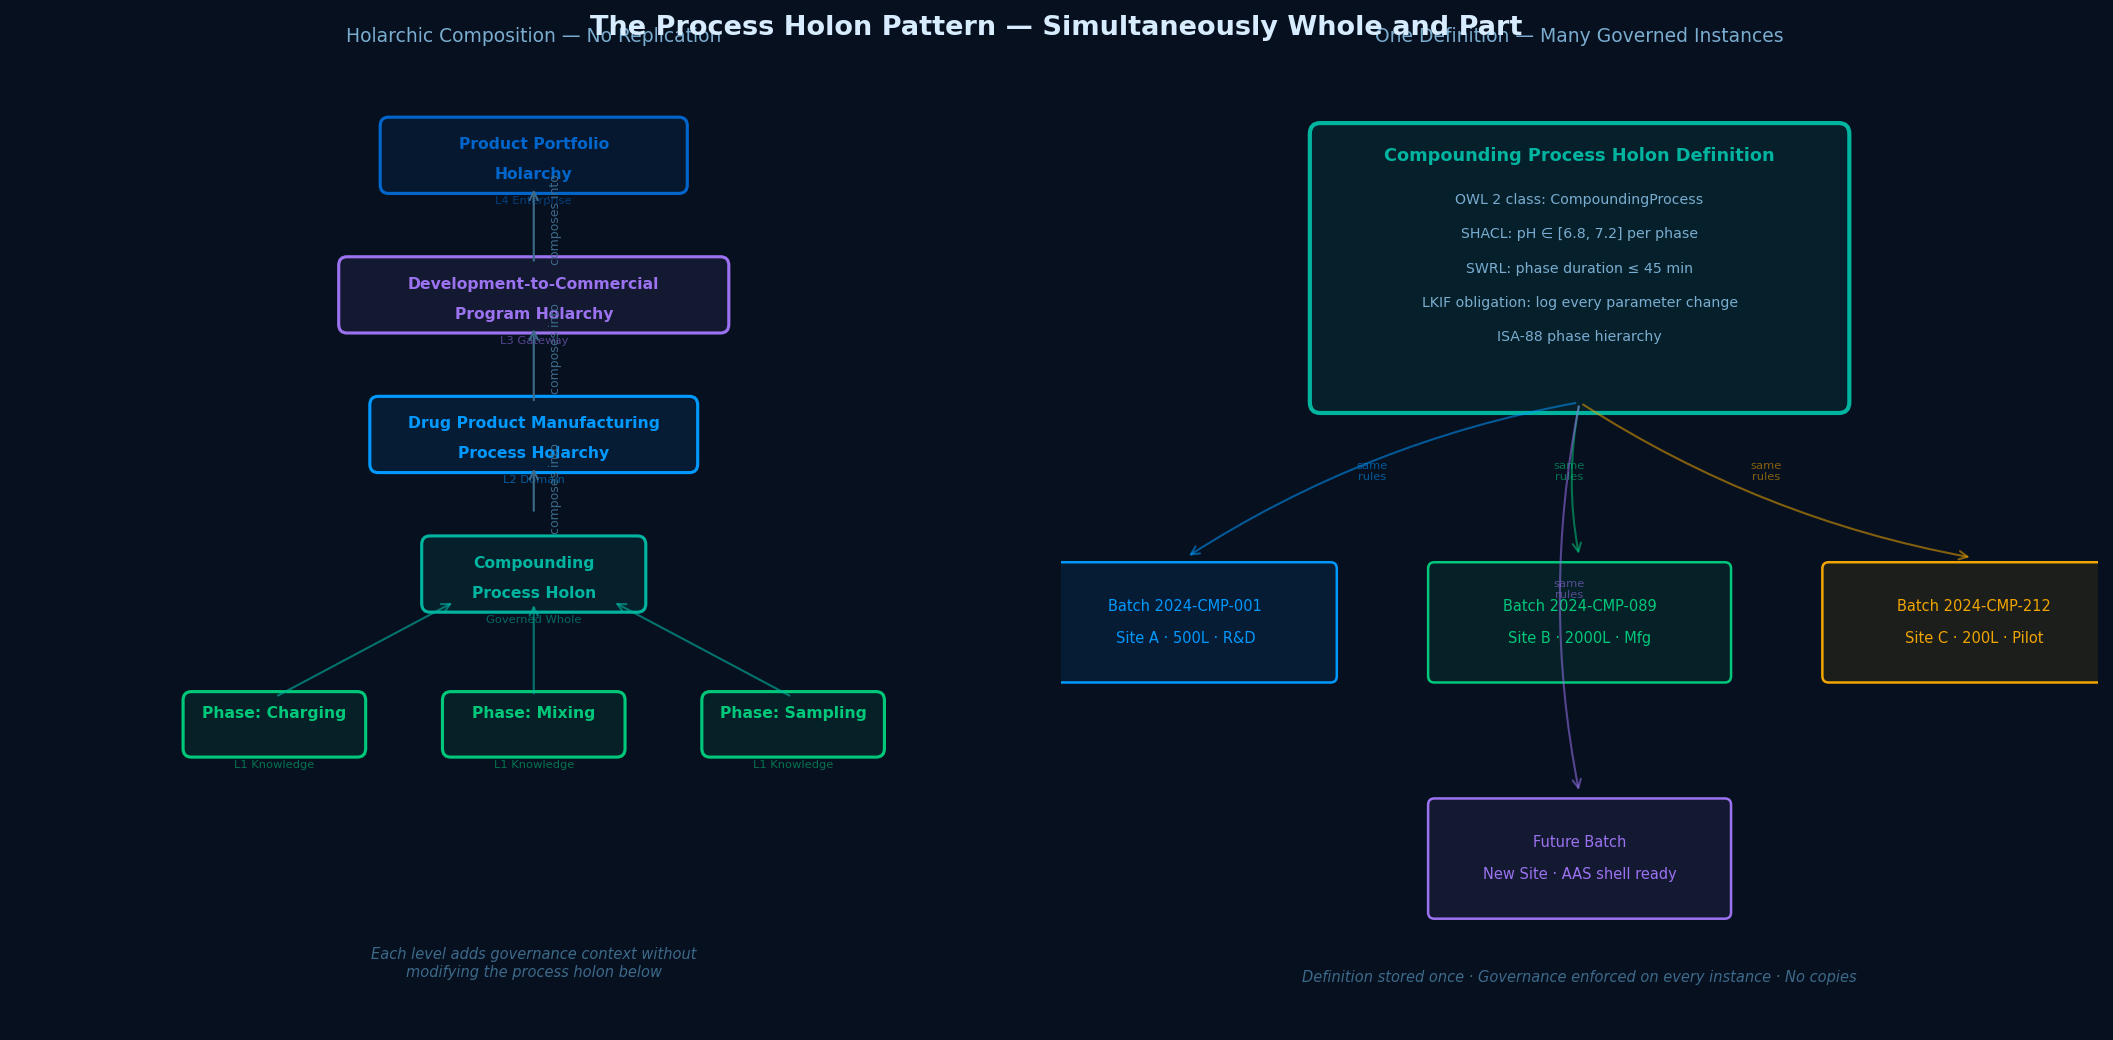 The Process Holon Pattern — Simultaneously Whole and Part
Holarchic Composition — No Replication
Product Portfolio
Holarchy
L4 Enterprise
composes into
Development-to-Commercial
Program Holarchy
L3 Gateway
composes into
Drug Product Manufacturing
Process Holarchy
L2 Domain
composes into
Compounding
Process Holon
Governed Whole
Phase: Charging
Phase: Mixing
Phase: Sampling
L1 Knowledge
L1 Knowledge
L1 Knowledge
Each level adds governance context without
modifying the process holon below
One Definition — Many Governed Instances
Compounding Process Holon Definition
OWL 2 class: CompoundingProcess
SHACL: pH ∈ [6.8, 7.2] per phase
SWRL: phase duration ≤ 45 min
LKIF obligation: log every parameter change
ISA-88 phase hierarchy
same
rules
same
rules
same
rules
same
rules
Batch 2024-CMP-001
Site A · 500L · R&D
Batch 2024-CMP-089
Site B · 2000L · Mfg
Batch 2024-CMP-212
Site C · 200L · Pilot
Future Batch
New Site · AAS shell ready
Definition stored once · Governance enforced on every instance · No copies